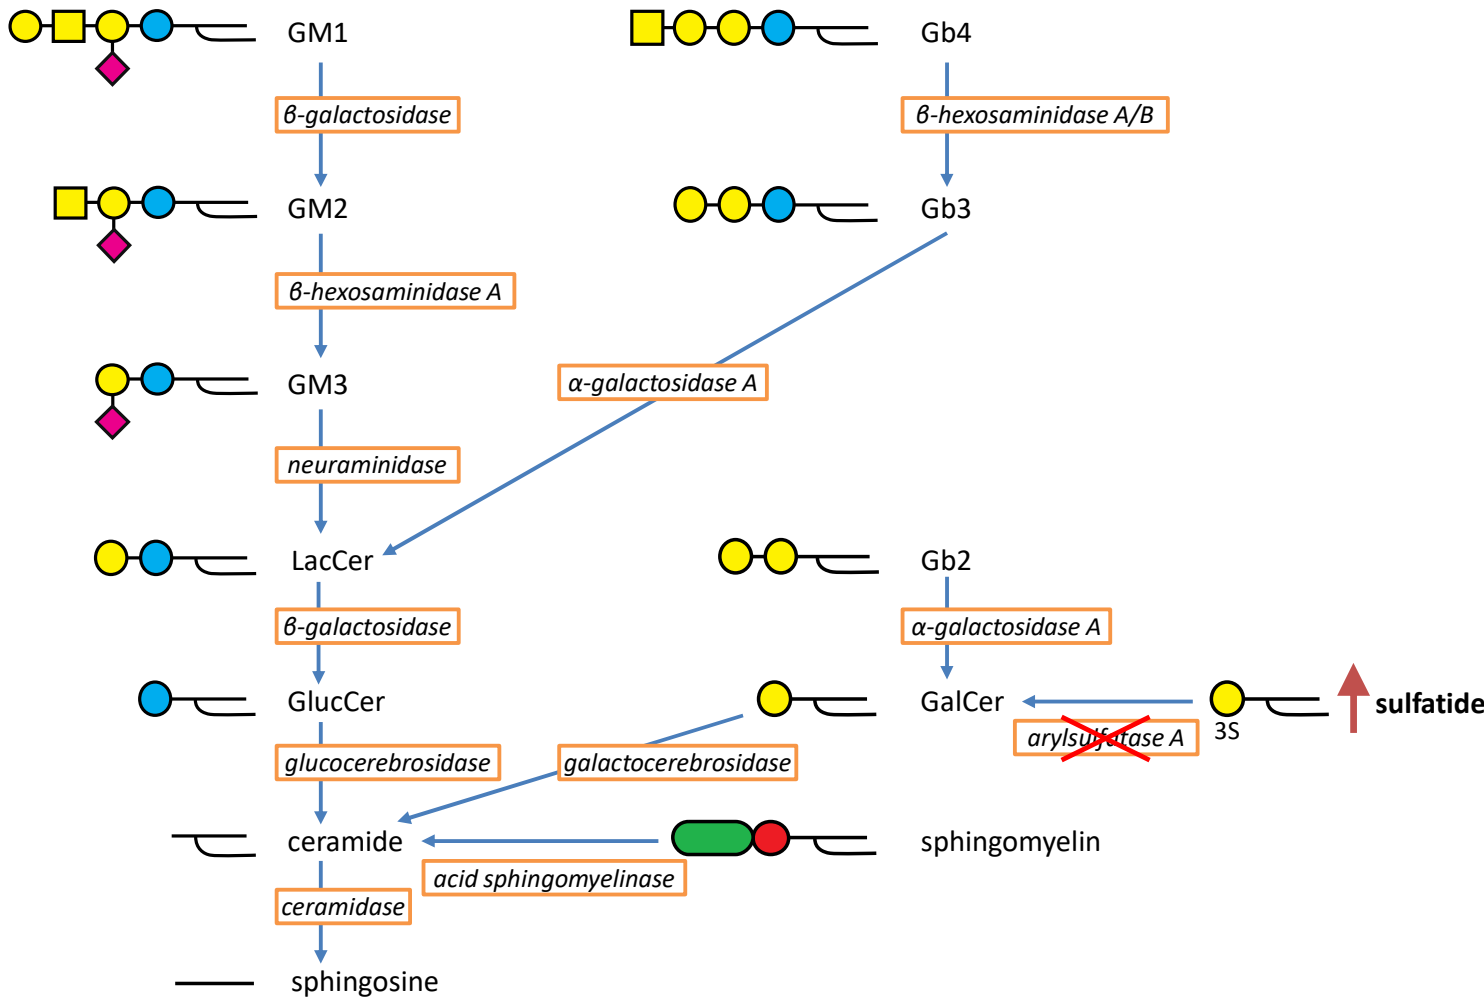 GM1
Gb4
β-galactosidase
β-hexosaminidase A/B
GM2
Gb3
β-hexosaminidase A
GM3
α-galactosidase A
neuraminidase
LacCer
Gb2
β-galactosidase
α-galactosidase A
GlucCer
GalCer
sulfatide
3S
arylsulfatase A
glucocerebrosidase
galactocerebrosidase
ceramide
sphingomyelin
acid sphingomyelinase
ceramidase
sphingosine